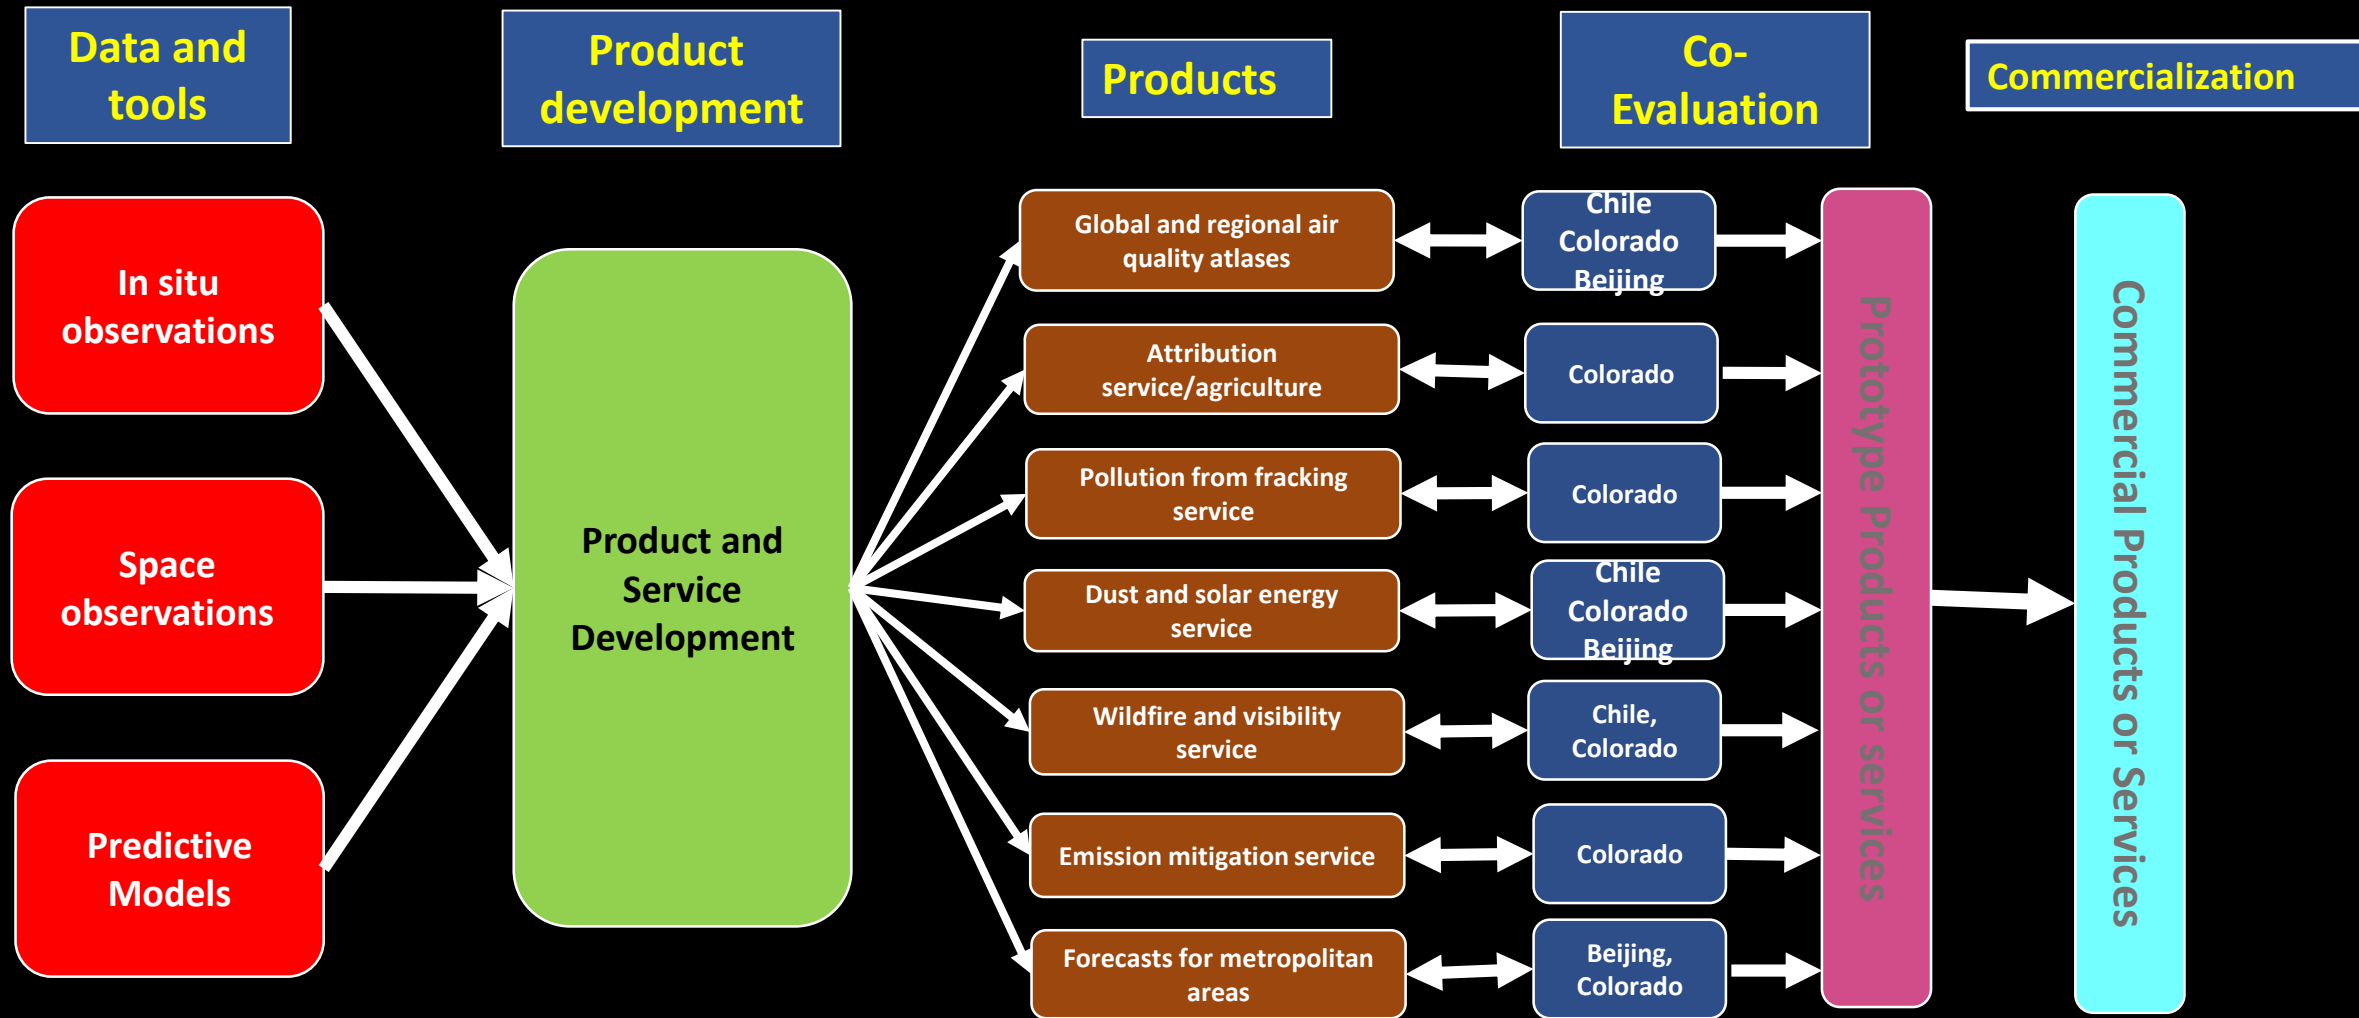 Data and
tools
Product
development
Products
Co-
Evaluation
Commercialization
In situ
observations
Space
observations
Predictive
Models
Product and
Service
Development
Global and regional air
quality atlases
Attribution
service/agriculture
Pollution from fracking
service
Dust and solar energy
service
Wildfire and visibility
service
Emission mitigation service
Forecasts for metropolitan
areas
Chile
Colorado
Beijing
Colorado
Colorado
Chile
Colorado
Beijing
Chile,
Colorado
Colorado
Beijing,
Colorado
Prototype Products or services
Commercial Products or Services